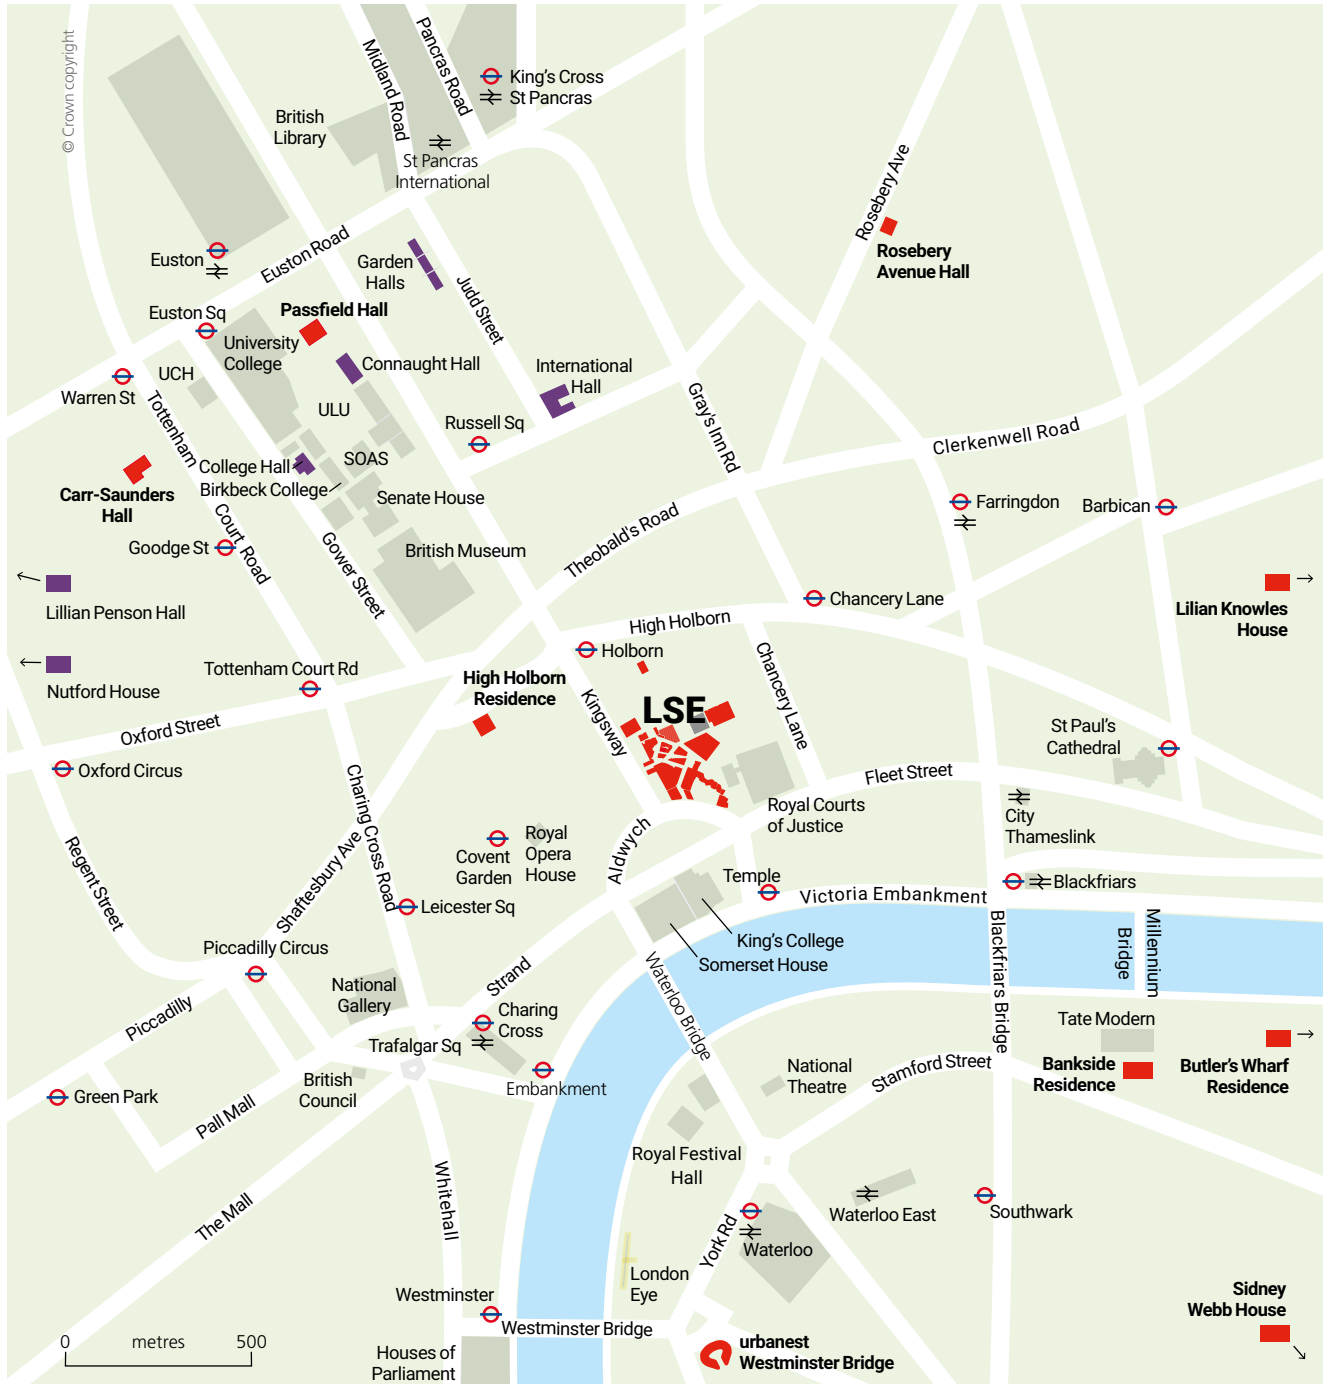 © Crown copyright
Midland Road
Pancras Road
King's Cross
St Pancras
British
Library
St Pancras
International
Rosebery Ave
Rosebery
Avenue Hall
Euston
Euston Road
Garden
Halls
Judd Street
Euston Sq
Passfield Hall
University
College
Connaught Hall
International
Hall
UCH
Warren St
Tottenham
Court Road
ULU
Russell Sq
Gray's Inn Rd
Clerkenwell Road
College Hall
SOAS
Birkbeck College
Senate House
Carr-Saunders
Hall
Farringdon
Barbican
Goodge St
Gower Street
British Museum
Theobald's Road
Lillian Penson Hall
Chancery Lane
Lilian Knowles
House
High Holborn
Holborn
Chancery Lane
Nutford House
Tottenham Court Rd
High Holborn
Residence
Kingsway
LSE
Oxford Street
Oxford Circus
St Paul's
Cathedral
Fleet Street
Charing Cross Road
Royal Courts
of Justice
City
Thameslink
Regent Street
Shaftesbury Ave
Covent
Garden
Royal
Opera
House
Aldwych
Temple
Victoria Embankment
Blackfriars
Leicester Sq
Piccadilly Circus
King's College
Somerset House
Blackfriars Bridge
Millennium
Bridge
National
Gallery
Strand
Waterloo Bridge
Piccadilly
Charing
Cross
Trafalgar Sq
Tate Modern
Bankside
Residence
Butler's Wharf
Residence
Green Park
Pall Mall
British
Council
Embankment
National
Theatre
Stamford Street
Royal Festival
Hall
Whitehall
The Mall
York Rd
Waterloo
Waterloo East
Southwark
London
Eye
Westminster
Westminster Bridge
Sidney
Webb House
0 metres 500
Houses of
Parliament
urbanest
Westminster Bridge